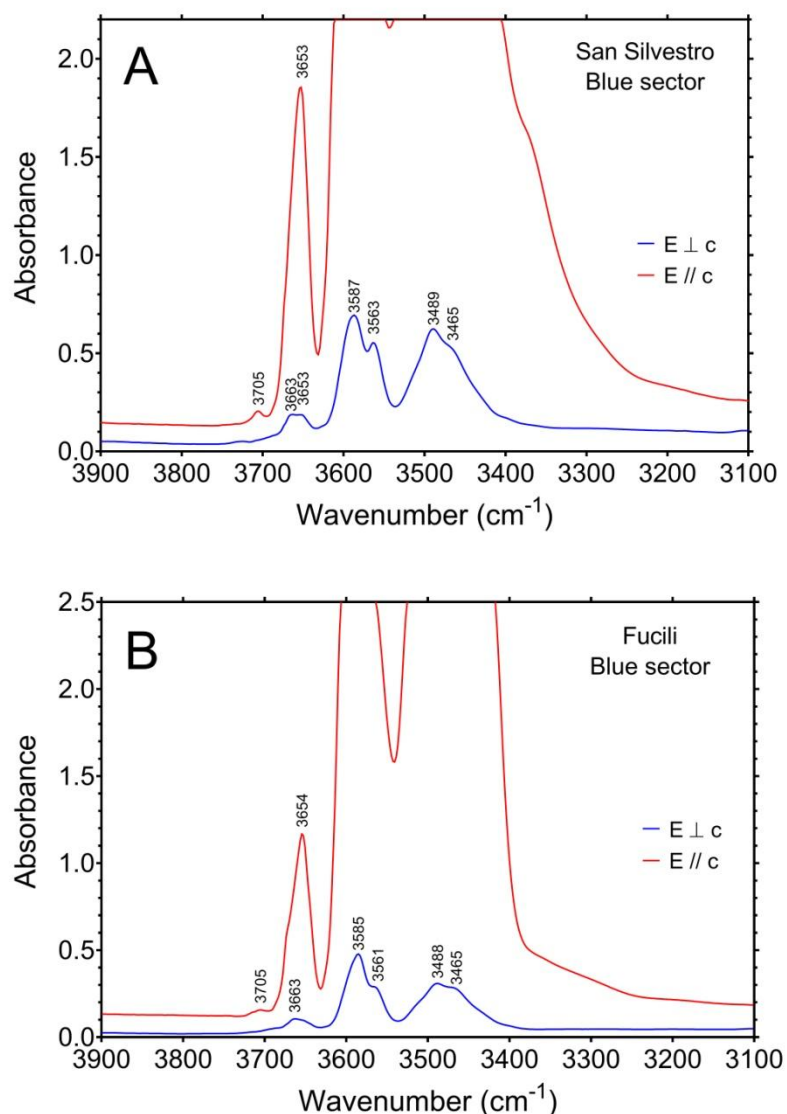 A
San Silvestro
Blue sector
E ⊥ c
E // c
3705
3653
3663
3653
3587
3563
3489
3465
Absorbance
2.0
1.5
1.0
0.5
0.0
3900 3800 3700 3600 3500 3400 3300 3200 3100
Wavenumber (cm-1)
B
Fucili
Blue sector
E ⊥ c
E // c
3705
3654
3663
3585
3561
3488
3465
Absorbance
2.5
2.0
1.5
1.0
0.5
0.0
3900 3800 3700 3600 3500 3400 3300 3200 3100
Wavenumber (cm-1)